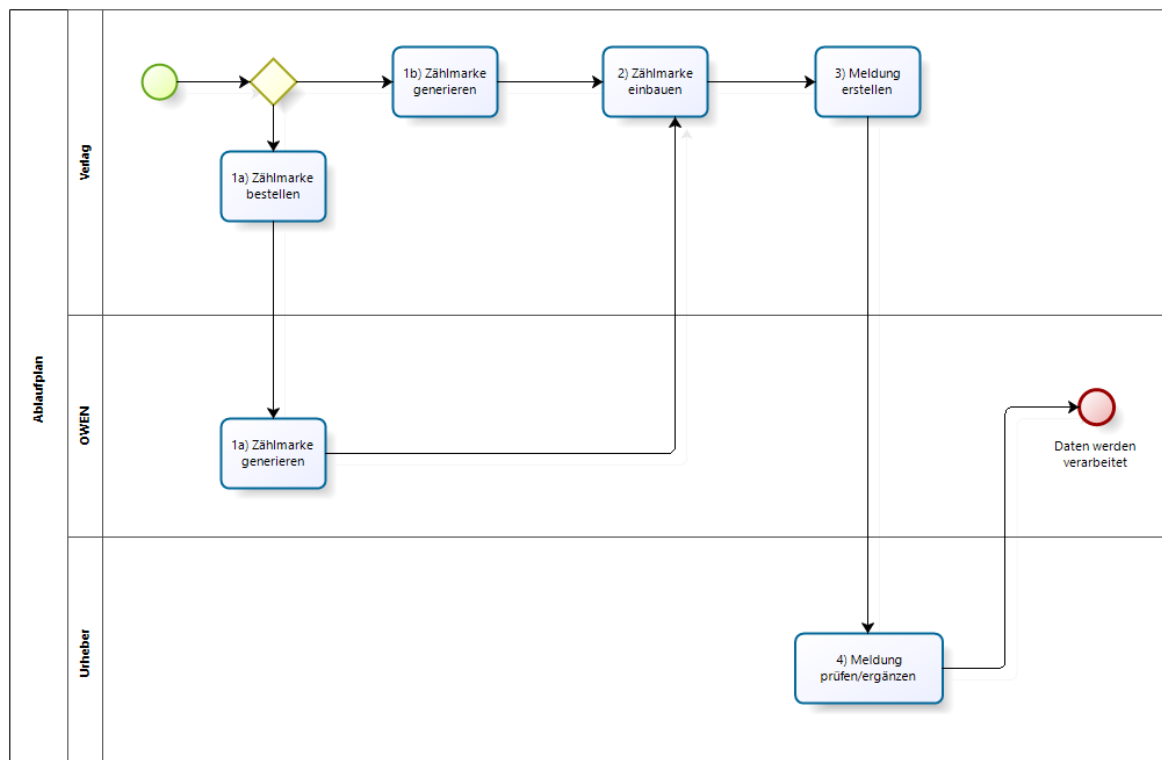 Ablaufplan
Verlag
1b) Zählmarke
generieren
2) Zählmarke
einbauen
3) Meldung
erstellen
1a) Zählmarke
bestellen
OWEN
1a) Zählmarke
generieren
Daten werden
verarbeitet
Urheber
4) Meldung
prüfen/ergänzen